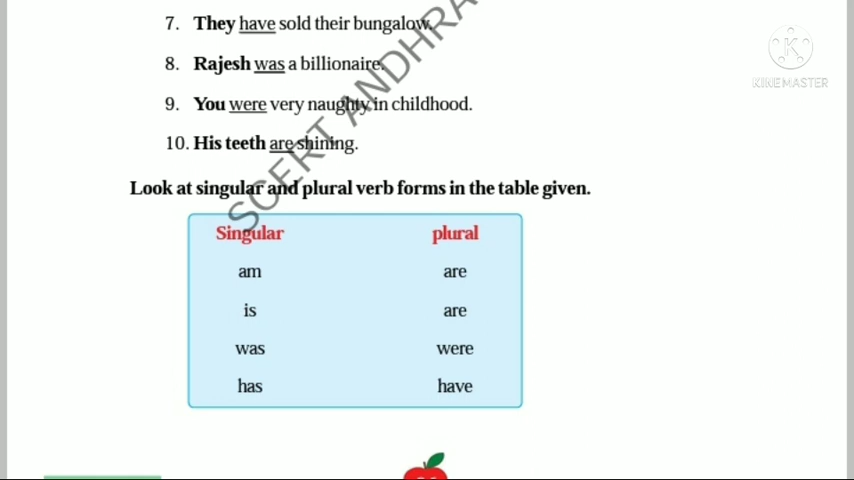 7. They have sold their bungalow.
8. Rajesh was a billionaire.
9. You were very naughty in childhood.
10. His teeth are shining.
Look at singular and plural verb forms in the table given.
Singular plural
am are
is are
was were
has have
SCERT ANDHRA
K
KINEMASTER